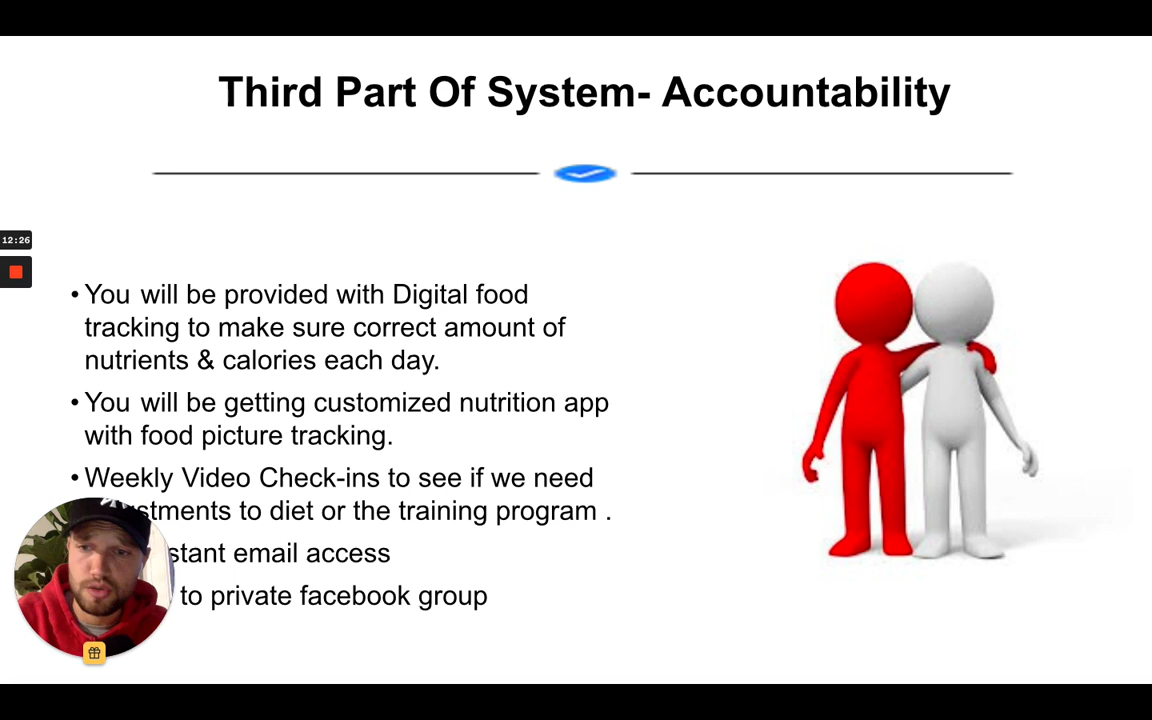 Third Part Of System- Accountability
12:26
• You will be provided with Digital food
tracking to make sure correct amount of
nutrients & calories each day.
• You will be getting customized nutrition app
with food picture tracking.
• Weekly Video Check-ins to see if we need
stments to diet or the training program .
stant email access
to private facebook group